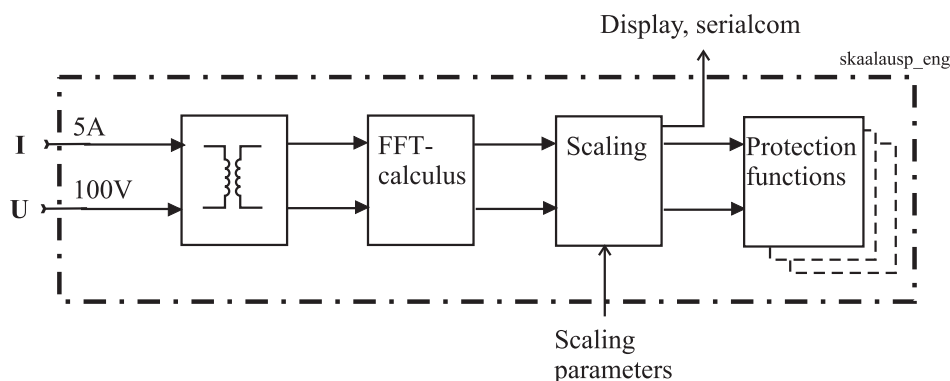 Display, serialcom
skaalausp_eng
I
5A
U
100V
FFT-
calculus
Scaling
Protection
functions
Scaling
parameters